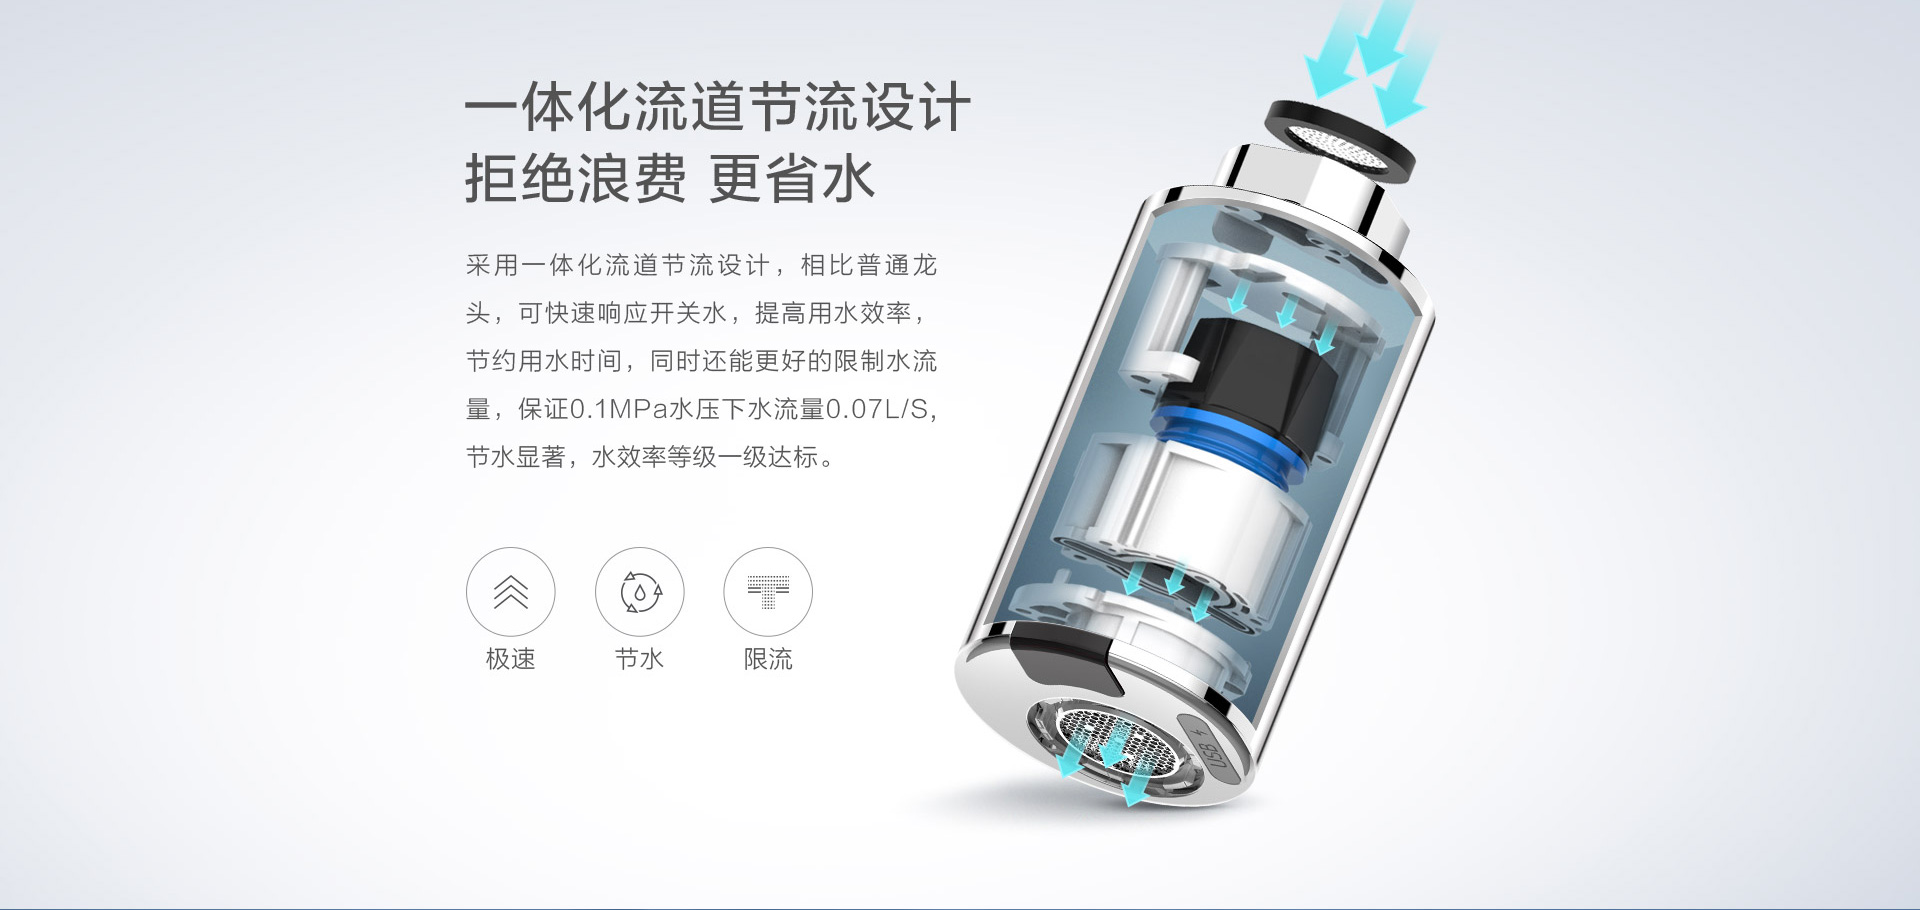 一体化流道节流设计
拒绝浪费 更省水
采用一体化流道节流设计，相比普通龙
头，可快速响应开关水，提高用水效率，
节约用水时间，同时还能更好的限制水流
量，保证0.1MPa水压下水流量0.07L/S,
节水显著，水效率等级一级达标。
极速
节水
限流
USB